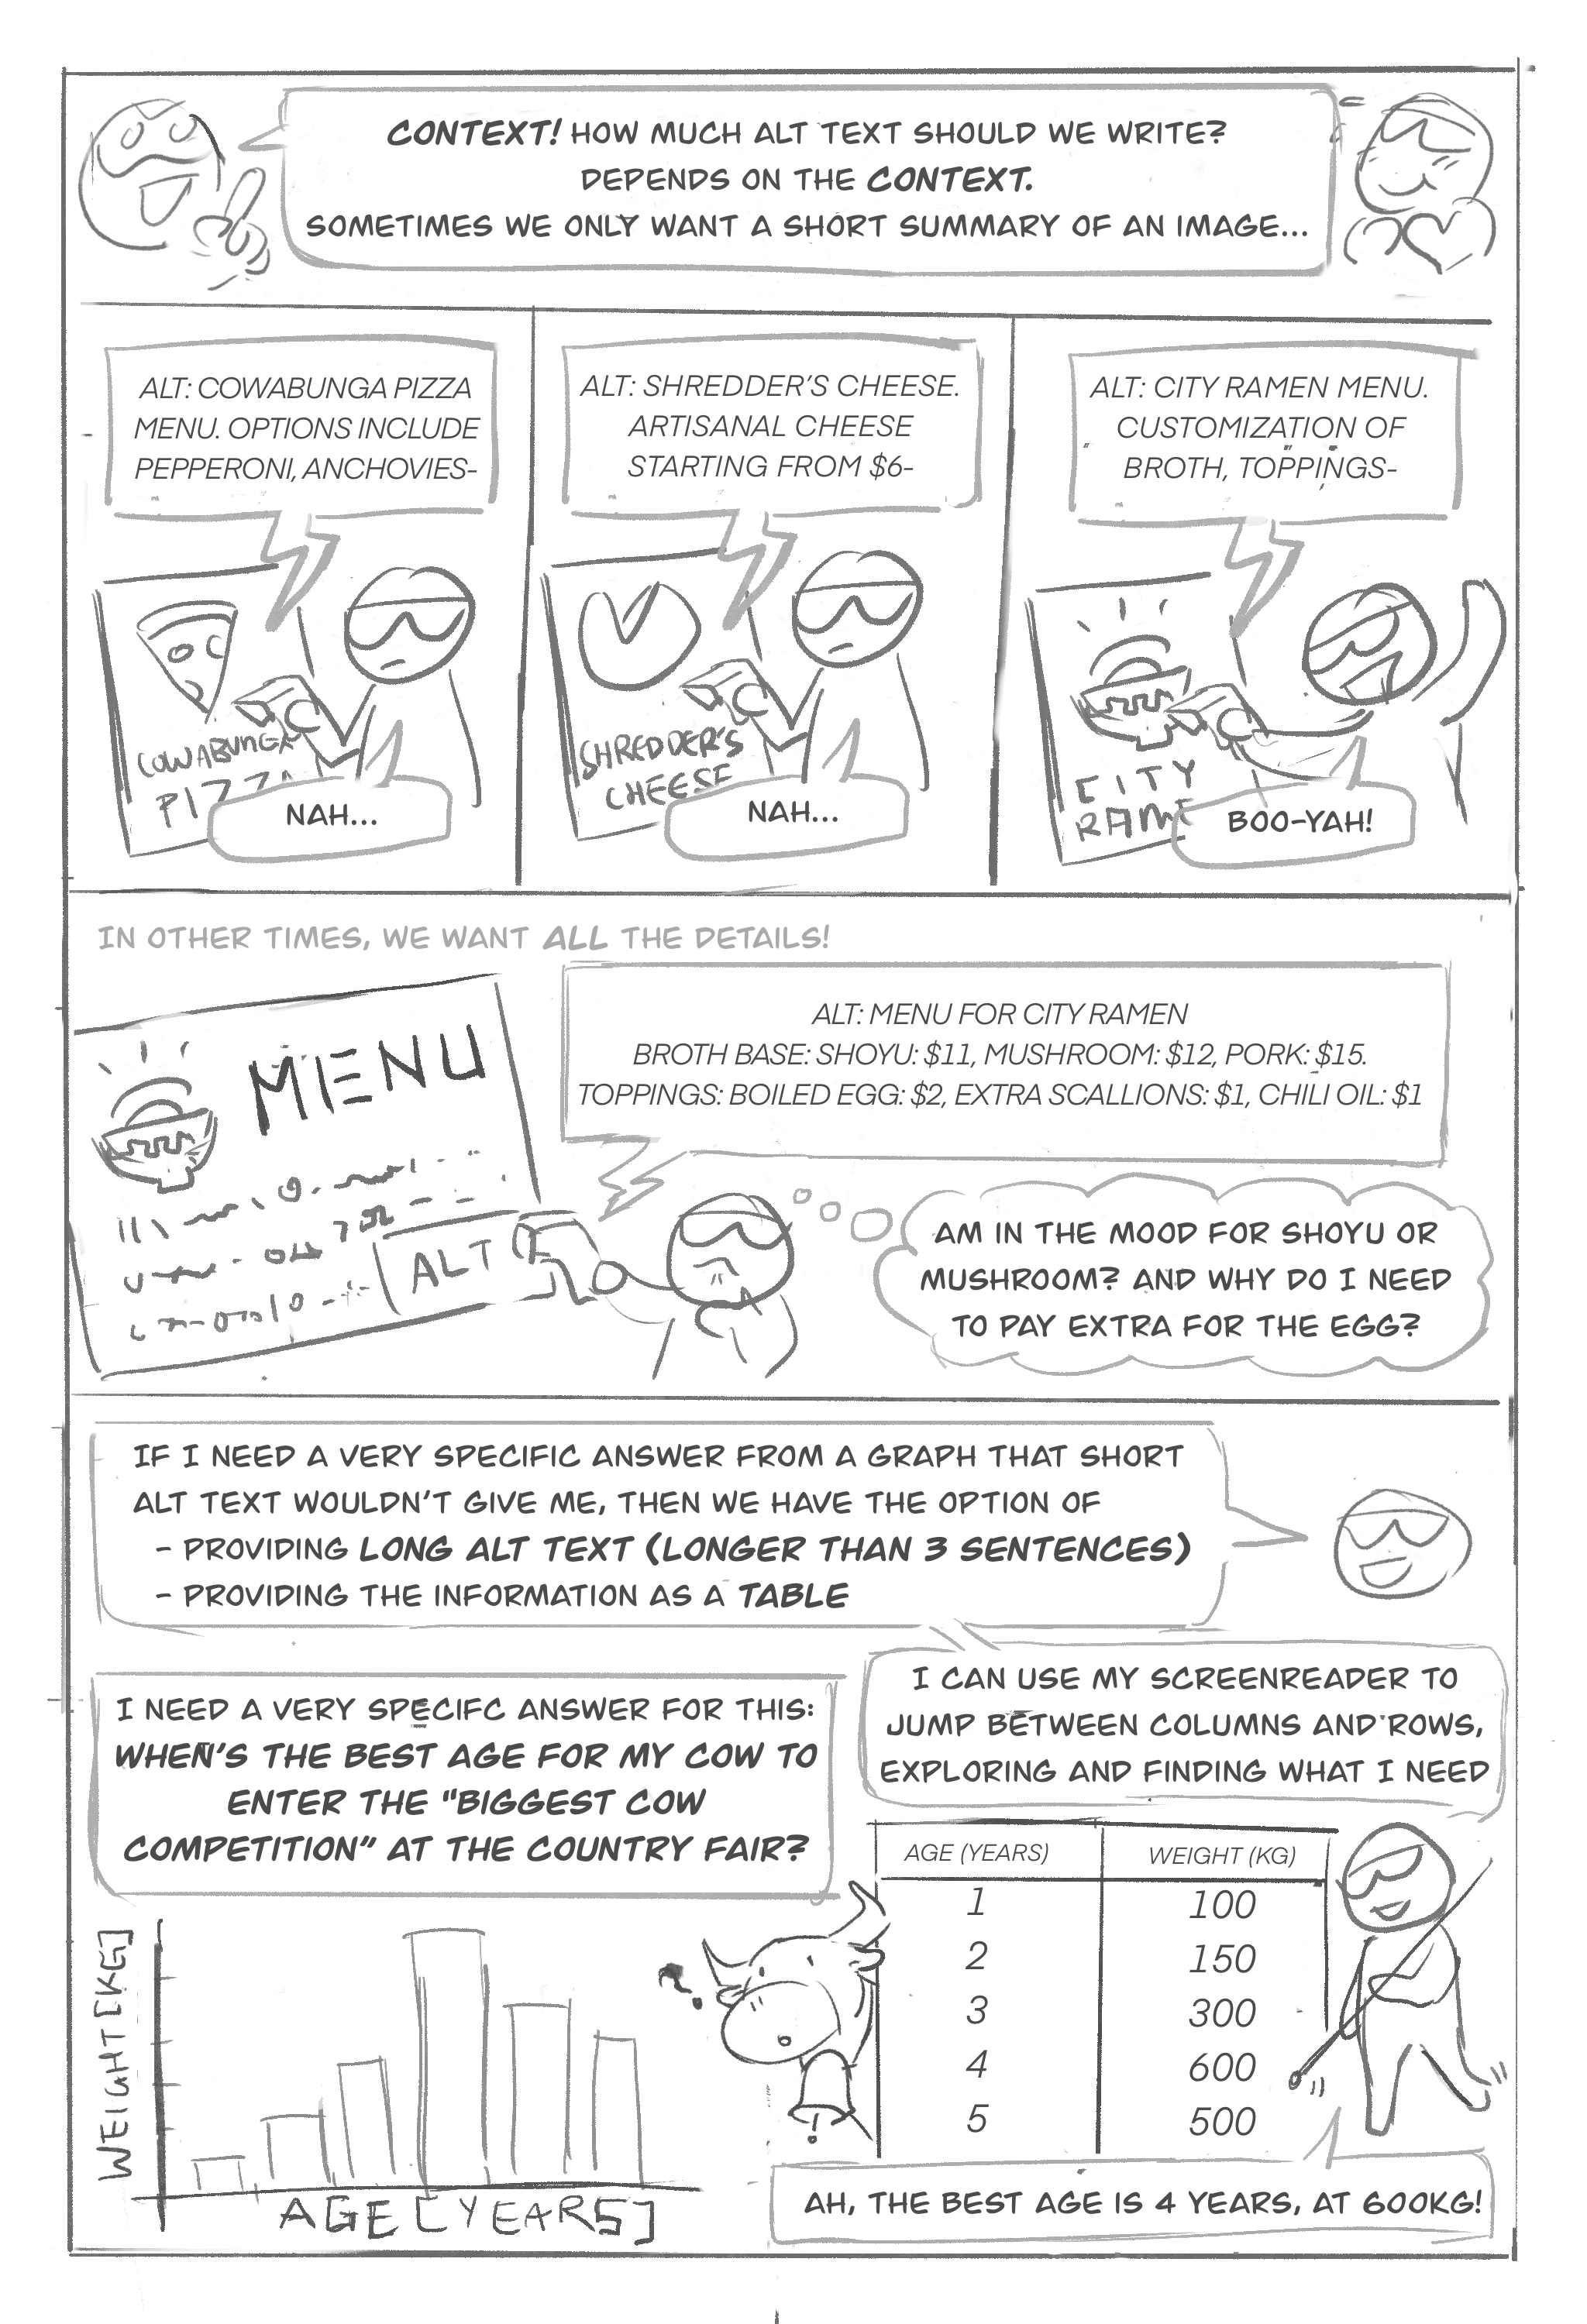 CONTEXT! HOW MUCH ALT TEXT SHOULD WE WRITE?
DEPENDS ON THE CONTEXT.
SOMETIMES WE ONLY WANT A SHORT SUMMARY OF AN IMAGE...
ALT: COWABUNGA PIZZA
MENU. OPTIONS INCLUDE
PEPPERONI, ANCHOVIES-
COWABUNGA
PIZZA
NAH...
ALT: SHREDDER'S CHEESE.
ARTISANAL CHEESE
STARTING FROM $6-
SHREDDER'S
CHEESE
NAH...
ALT: CITY RAMEN MENU.
CUSTOMIZATION OF
BROTH, TOPPINGS-
CITY
RAME
BOO-YAH!
IN OTHER TIMES, WE WANT ALL THE DETAILS!
MENU
ALT
ALT: MENU FOR CITY RAMEN
BROTH BASE: SHOYU: $11, MUSHROOM: $12, PORK: $15.
TOPPINGS: BOILED EGG: $2, EXTRA SCALLIONS: $1, CHILI OIL: $1
AM IN THE MOOD FOR SHOYU OR
MUSHROOM? AND WHY DO I NEED
TO PAY EXTRA FOR THE EGG?
IF I NEED A VERY SPECIFIC ANSWER FROM A GRAPH THAT SHORT
ALT TEXT WOULDN'T GIVE ME, THEN WE HAVE THE OPTION OF
- PROVIDING LONG ALT TEXT (LONGER THAN 3 SENTENCES)
- PROVIDING THE INFORMATION AS A TABLE
I NEED A VERY SPECIFC ANSWER FOR THIS:
WHEN'S THE BEST AGE FOR MY COW TO
ENTER THE "BIGGEST COW
COMPETITION" AT THE COUNTRY FAIR?
WEIGHT [KG]
AGE [YEARS]
I CAN USE MY SCREENREADER TO
JUMP BETWEEN COLUMNS AND ROWS,
EXPLORING AND FINDING WHAT I NEED
?
AGE (YEARS) WEIGHT (KG)
1 100
2 150
3 300
4 600
5 500
AH, THE BEST AGE IS 4 YEARS, AT 600KG!